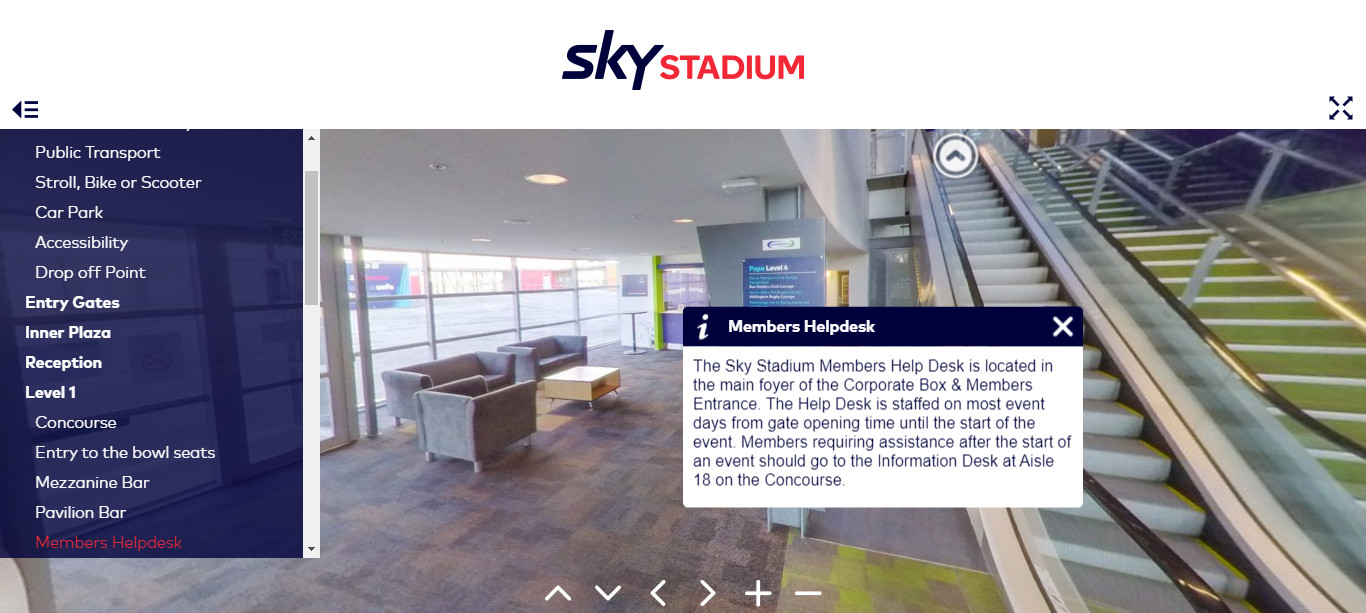 sky STADIUM
Public Transport
Stroll, Bike or Scooter
Car Park
Accessibility
Drop off Point
Entry Gates
Inner Plaza
Reception
Level 1
Concourse
Entry to the bowl seats
Mezzanine Bar
Pavilion Bar
Members Helpdesk
Papa Level 4
i Members Helpdesk
The Sky Stadium Members Help Desk is located in
the main foyer of the Corporate Box & Members
Entrance. The Help Desk is staffed on most event
days from gate opening time until the start of the
event. Members requiring assistance after the start of
an event should go to the Information Desk at Aisle
18 on the Concourse.